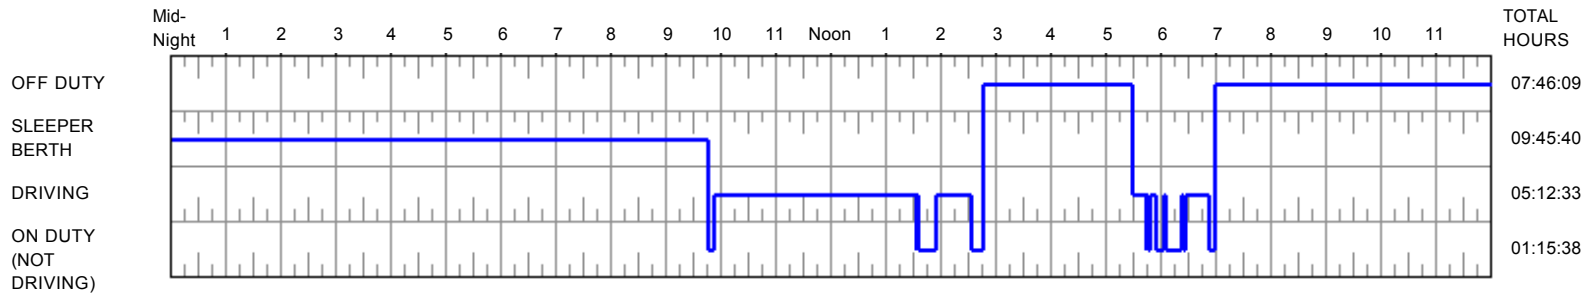 Mid-
Night 1 2 3 4 5 6 7 8 9 10 11 Noon 1 2 3 4 5 6 7 8 9 10 11
TOTAL
HOURS
OFF DUTY 07:46:09
SLEEPER
BERTH 09:45:40
DRIVING 05:12:33
ON DUTY
(NOT
DRIVING) 01:15:38